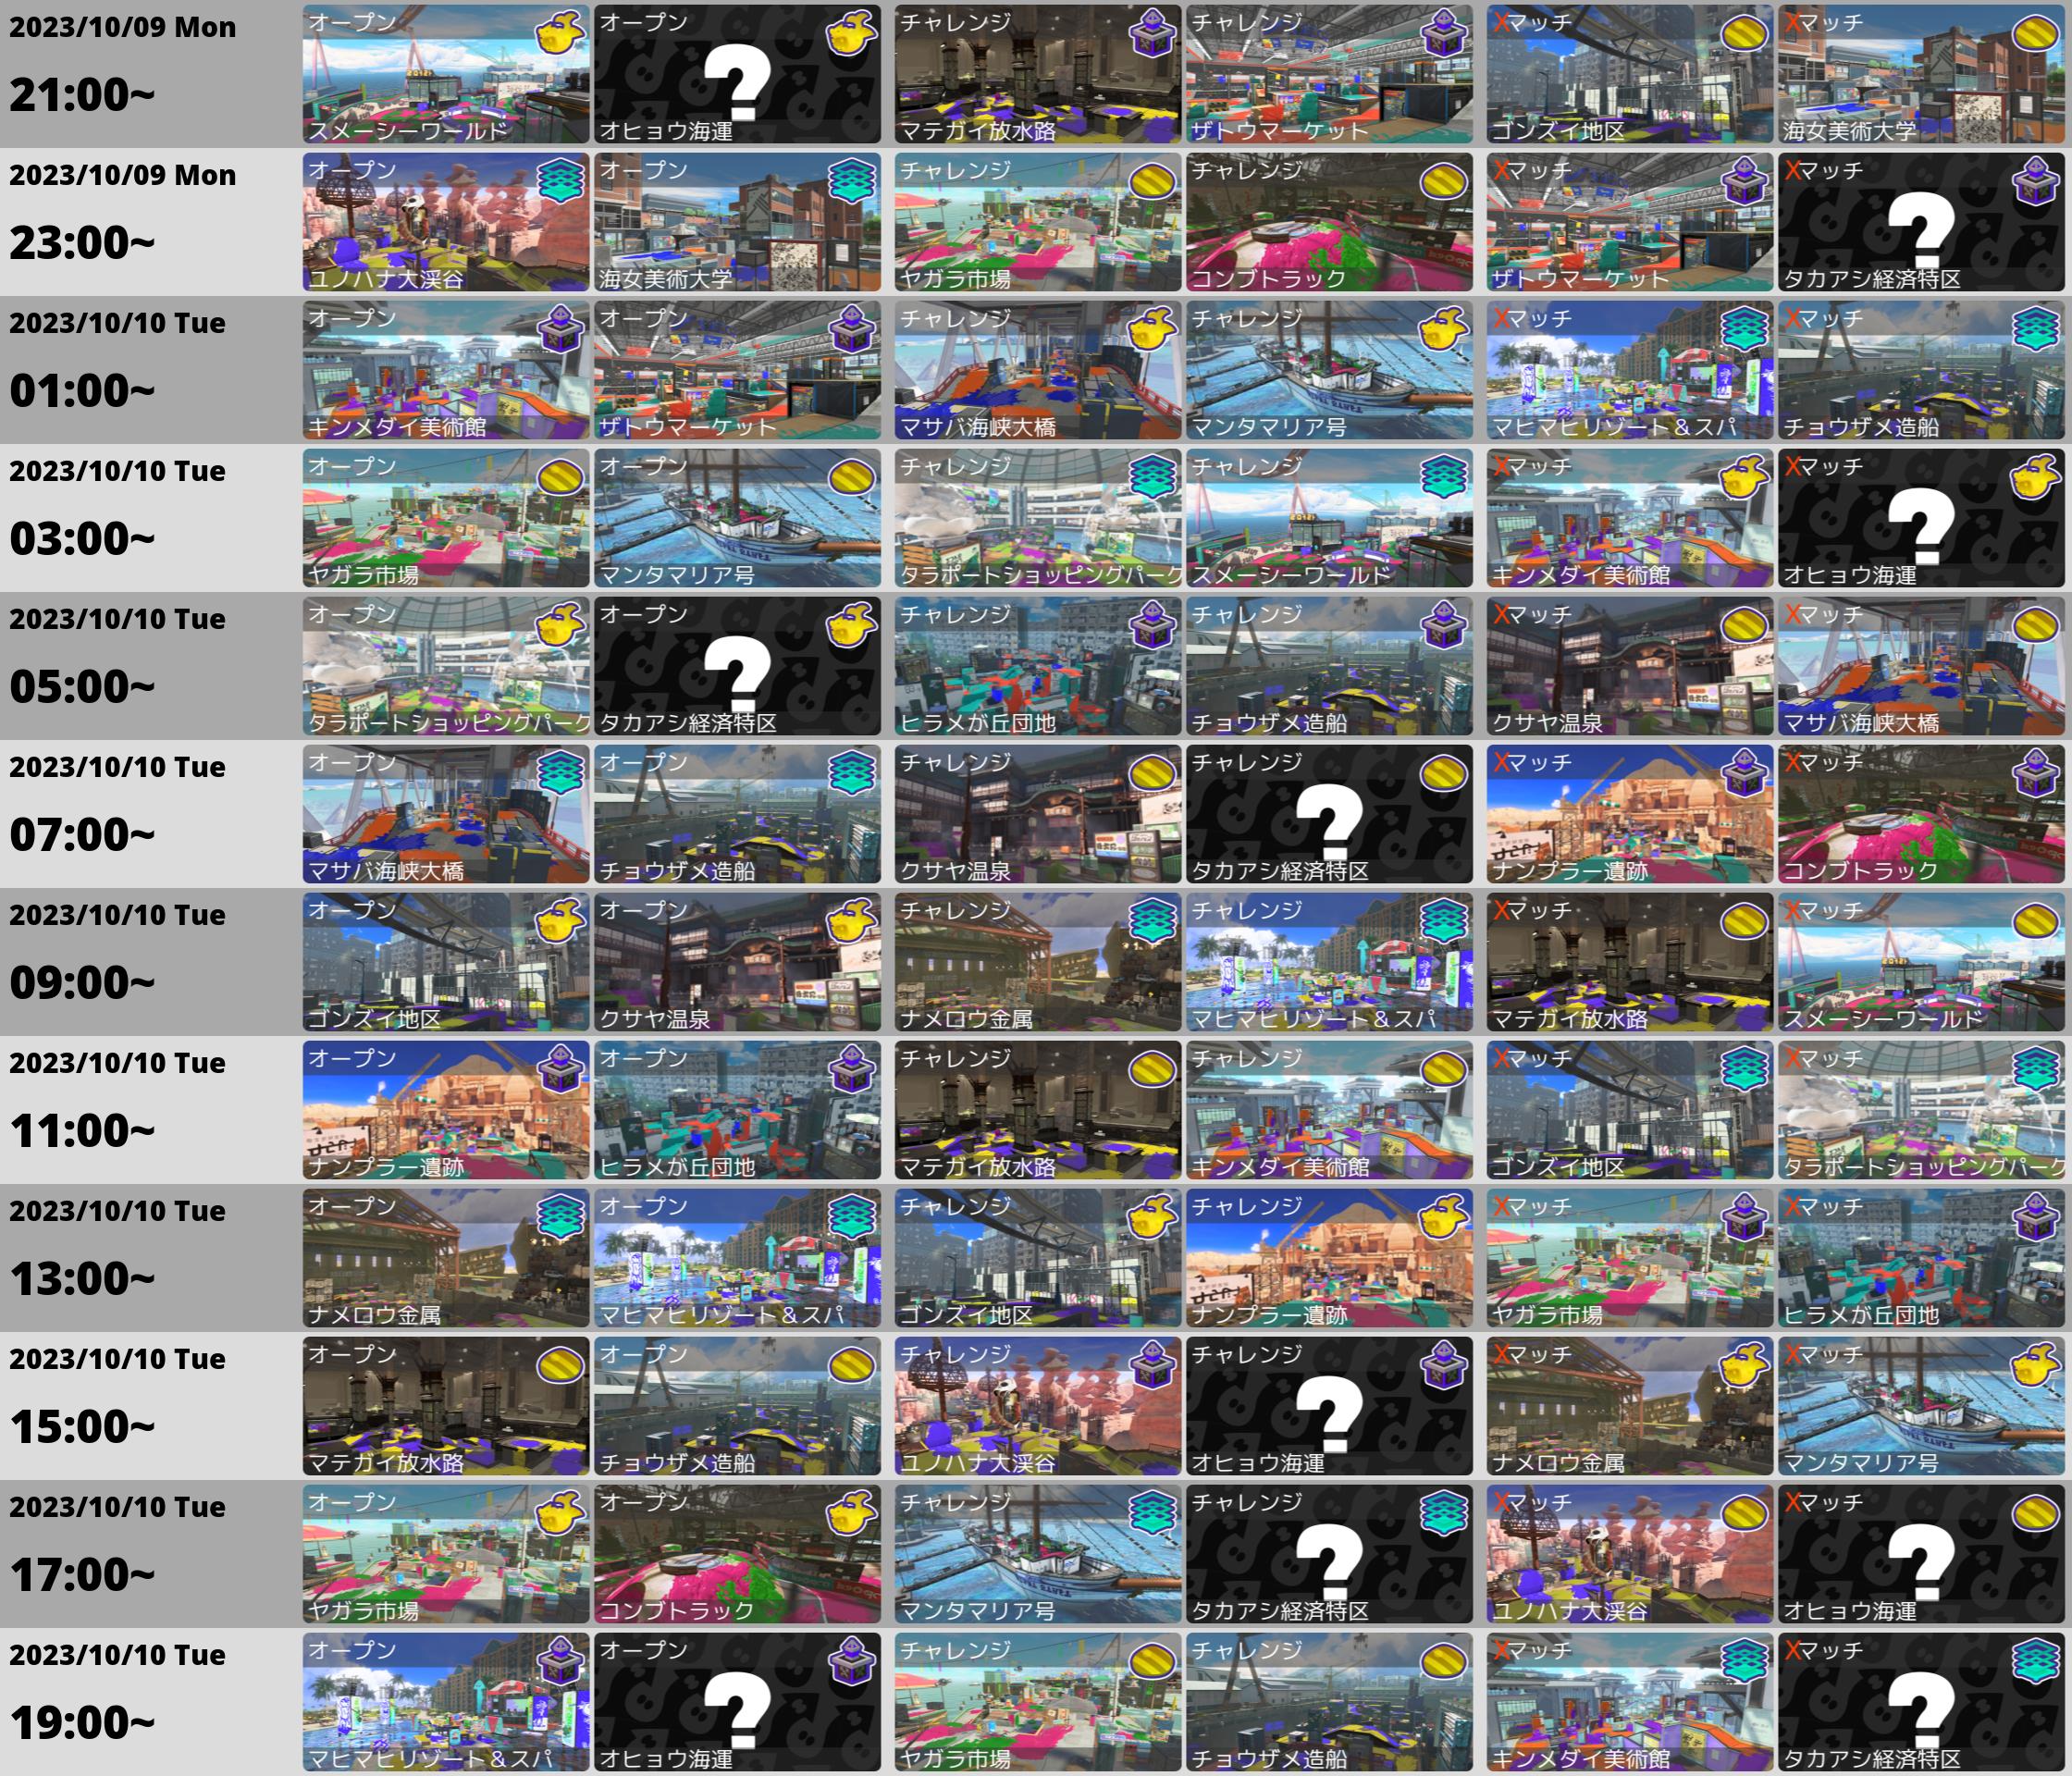 2023/10/09 Mon
21:00~
オープン
スメーシーワールド
オープン
オヒョウ海運
チャレンジ
マテガイ放水路
チャレンジ
ザトウマーケット
Xマッチ
ゴンズイ地区
Xマッチ
海女美術大学
2023/10/09 Mon
23:00~
オープン
ユノハナ大渓谷
オープン
海女美術大学
チャレンジ
ヤガラ市場
チャレンジ
コンブトラック
Xマッチ
ザトウマーケット
Xマッチ
タカアシ経済特区
2023/10/10 Tue
01:00~
オープン
キンメダイ美術館
オープン
ザトウマーケット
チャレンジ
マサバ海峡大橋
チャレンジ
マンタマリア号
Xマッチ
マヒマヒリゾート&スパ
Xマッチ
チョウザメ造船
2023/10/10 Tue
03:00~
オープン
ヤガラ市場
オープン
マンタマリア号
チャレンジ
タラポートショッピングパーク
チャレンジ
スメーシーワールド
Xマッチ
キンメダイ美術館
Xマッチ
オヒョウ海運
2023/10/10 Tue
05:00~
オープン
タラポートショッピングパーク
オープン
タカアシ経済特区
チャレンジ
ヒラメが丘団地
チャレンジ
チョウザメ造船
Xマッチ
クサヤ温泉
Xマッチ
マサバ海峡大橋
2023/10/10 Tue
07:00~
オープン
マサバ海峡大橋
オープン
チョウザメ造船
チャレンジ
クサヤ温泉
チャレンジ
タカアシ経済特区
Xマッチ
ナンプラー遺跡
Xマッチ
コンブトラック
2023/10/10 Tue
09:00~
オープン
ゴンズイ地区
オープン
クサヤ温泉
チャレンジ
ナメロウ金属
チャレンジ
マヒマヒリゾート&スパ
Xマッチ
マテガイ放水路
Xマッチ
スメーシーワールド
2023/10/10 Tue
11:00~
オープン
ナンプラー遺跡
オープン
ヒラメが丘団地
チャレンジ
マテガイ放水路
チャレンジ
キンメダイ美術館
Xマッチ
ゴンズイ地区
Xマッチ
タラポートショッピングパーク
2023/10/10 Tue
13:00~
オープン
ナメロウ金属
オープン
マヒマヒリゾート&スパ
チャレンジ
ゴンズイ地区
チャレンジ
ナンプラー遺跡
Xマッチ
ヤガラ市場
Xマッチ
ヒラメが丘団地
2023/10/10 Tue
15:00~
オープン
マテガイ放水路
オープン
チョウザメ造船
チャレンジ
ユノハナ大渓谷
チャレンジ
オヒョウ海運
Xマッチ
ナメロウ金属
Xマッチ
マンタマリア号
2023/10/10 Tue
17:00~
オープン
ヤガラ市場
オープン
コンブトラック
チャレンジ
マンタマリア号
チャレンジ
タカアシ経済特区
Xマッチ
ユノハナ大渓谷
Xマッチ
オヒョウ海運
2023/10/10 Tue
19:00~
オープン
マヒマヒリゾート&スパ
オープン
オヒョウ海運
チャレンジ
ヤガラ市場
チャレンジ
チョウザメ造船
Xマッチ
キンメダイ美術館
Xマッチ
タカアシ経済特区